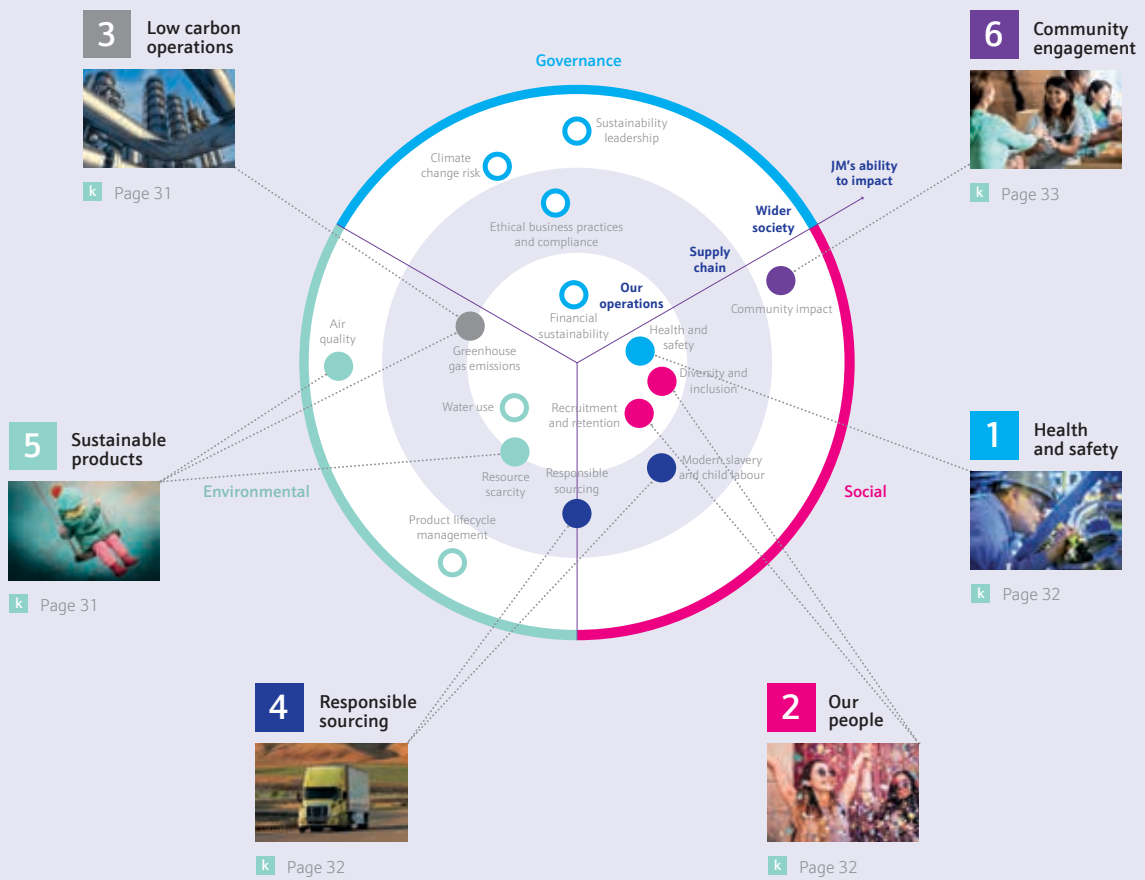 3
Low carbon
operations
k Page 31
6
Community
engagement
k Page 33
Governance
Sustainability
leadership
Climate
change risk
Ethical business practices
and compliance
JM's ability
to impact
Wider
society
Supply
chain
Our
operations
Financial
sustainability
Community impact
Health and
safety
Air
quality
Greenhouse
gas emissions
Diversity and
inclusion
Water use
Recruitment
and retention
5
Sustainable
products
k Page 31
Environmental
Resource
scarcity
Responsible
sourcing
Modern slavery
and child labour
Social
Product lifecycle
management
1
Health
and safety
k Page 32
4
Responsible
sourcing
k Page 32
2
Our
people
k Page 32